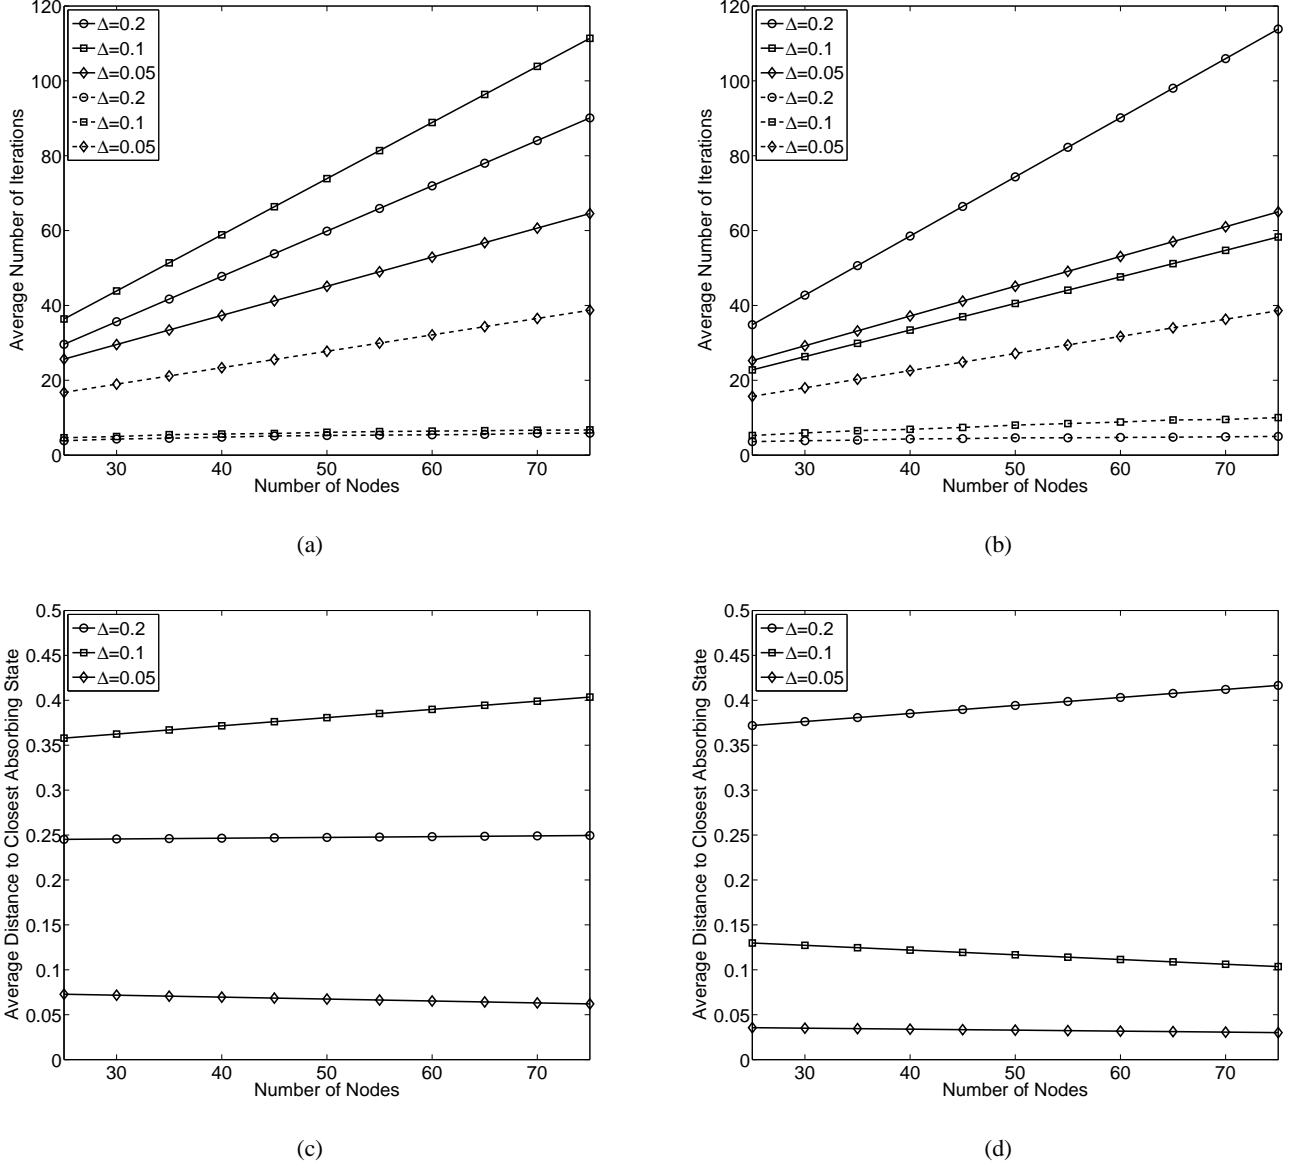 120
100
80
60
40
20
0
Average Number of Iterations
Δ=0.2
Δ=0.1
Δ=0.05
Δ=0.2
Δ=0.1
Δ=0.05
30 40 50 60 70
Number of Nodes
(a)
120
100
80
60
40
20
0
Average Number of Iterations
Δ=0.2
Δ=0.1
Δ=0.05
Δ=0.2
Δ=0.1
Δ=0.05
30 40 50 60 70
Number of Nodes
(b)
0.5
0.45
0.4
0.35
0.3
0.25
0.2
0.15
0.1
0.05
0
Average Distance to Closest Absorbing State
Δ=0.2
Δ=0.1
Δ=0.05
30 40 50 60 70
Number of Nodes
(c)
0.5
0.45
0.4
0.35
0.3
0.25
0.2
0.15
0.1
0.05
0
Average Distance to Closest Absorbing State
Δ=0.2
Δ=0.1
Δ=0.05
30 40 50 60 70
Number of Nodes
(d)